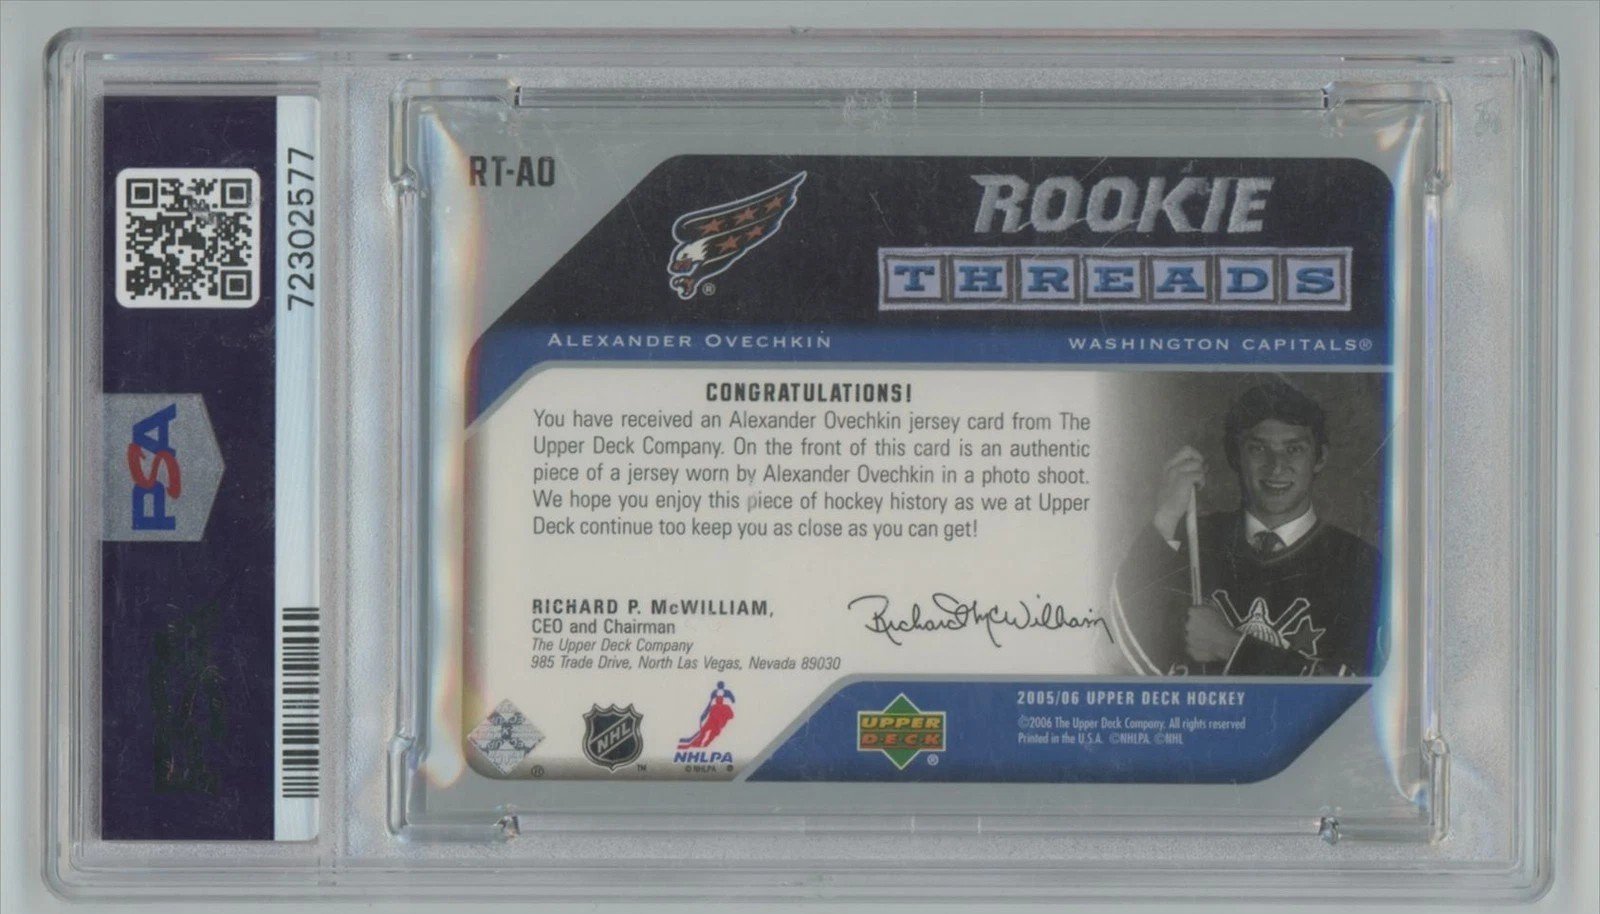 72302577
PSA
RT-AO
ROOKIE
THREADS
®
ALEXANDER OVECHKIN
WASHINGTON CAPITALS®
CONGRATULATIONS!
You have received an Alexander Ovechkin jersey card from The
Upper Deck Company. On the front of this card is an authentic
piece of a jersey worn by Alexander Ovechkin in a photo shoot.
We hope you enjoy this piece of hockey history as we at Upper
Deck continue too keep you as close as you can get!
RICHARD P. McWILLIAM,
CEO and Chairman
The Upper Deck Company
985 Trade Drive, North Las Vegas, Nevada 89030
Richard McWilliam
®
NHL
TM
NHLPA
© NHLPA ®
UPPER
DECK
®
2005/06 UPPER DECK HOCKEY
©2006 The Upper Deck Company. All rights reserved
Printed in the U.S.A. ©NHLPA. ©NHL